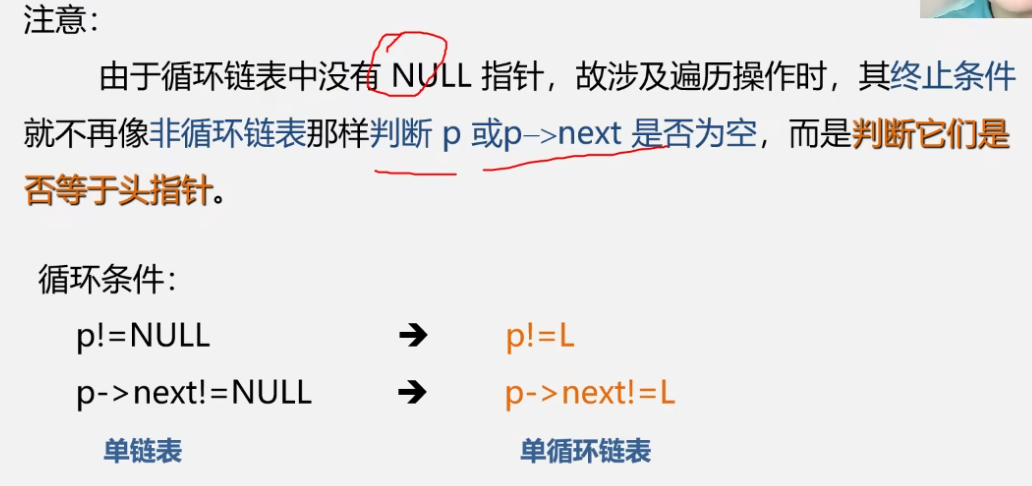 注意：
由于循环链表中没有 NULL 指针，故涉及遍历操作时，其终止条件
就不再像非循环链表那样判断 p 或p–>next 是否为空，而是判断它们是
否等于头指针。
循环条件：
p!=NULL ➔ p!=L
p->next!=NULL ➔ p->next!=L
单链表 单循环链表